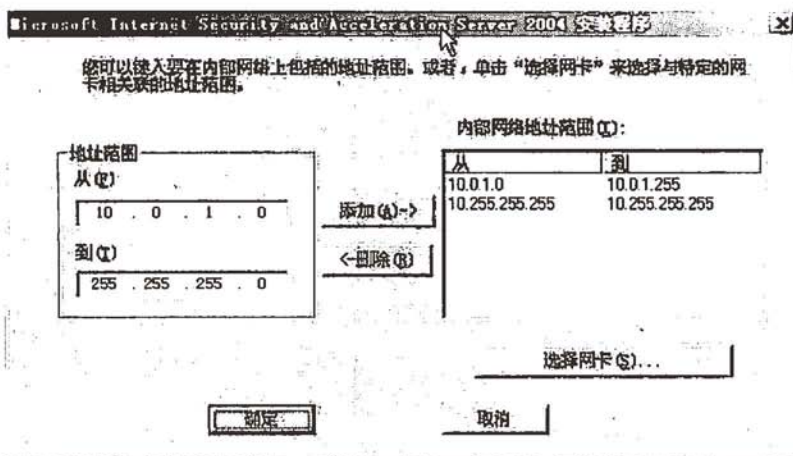 Microsoft Internet Security and Acceleration Server 2004 安装程序
您可以键入要在内部网络上包括的地址范围。或者，单击“选择网卡”来选择与特定的网
卡相关联的地址范围。
内部网络地址范围(I):
地址范围
从(F)
10 . 0 . 1 . 0
到(T)
255 . 255 . 255 . 0
添加(A)->
<-删除(R)
从 到
10.0.1.0 10.0.1.255
10.255.255.255 10.255.255.255
选择网卡(S)...
确定
取消